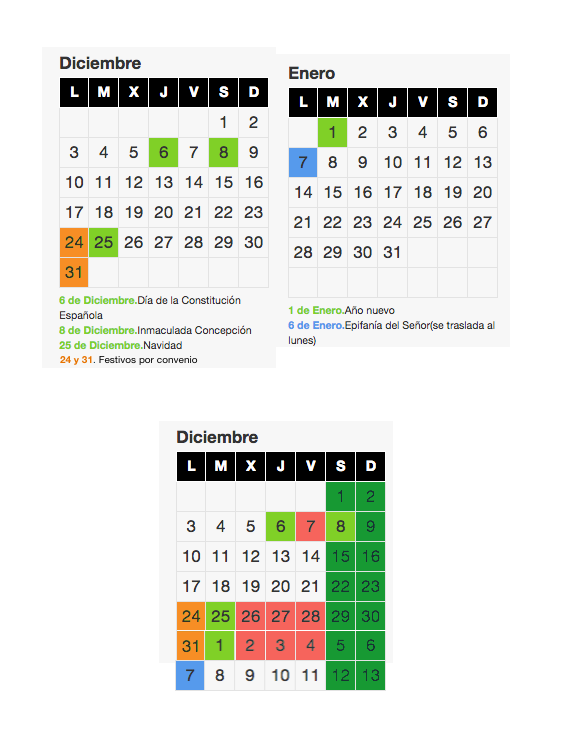 Diciembre
L M X J V S D
1 2
3 4 5 6 7 8 9
10 11 12 13 14 15 16
17 18 19 20 21 22 23
24 25 26 27 28 29 30
31
6 de Diciembre.Día de la Constitución
Española
8 de Diciembre.Inmaculada Concepción
25 de Diciembre.Navidad
24 y 31. Festivos por convenio
Enero
L M X J V S D
1 2 3 4 5 6
7 8 9 10 11 12 13
14 15 16 17 18 19 20
21 22 23 24 25 26 27
28 29 30 31
1 de Enero.Año nuevo
6 de Enero.Epifanía del Señor(se traslada al
lunes)
Diciembre
L M X J V S D
1 2
3 4 5 6 7 8 9
10 11 12 13 14 15 16
17 18 19 20 21 22 23
24 25 26 27 28 29 30
31 1 2 3 4 5 6
7 8 9 10 11 12 13